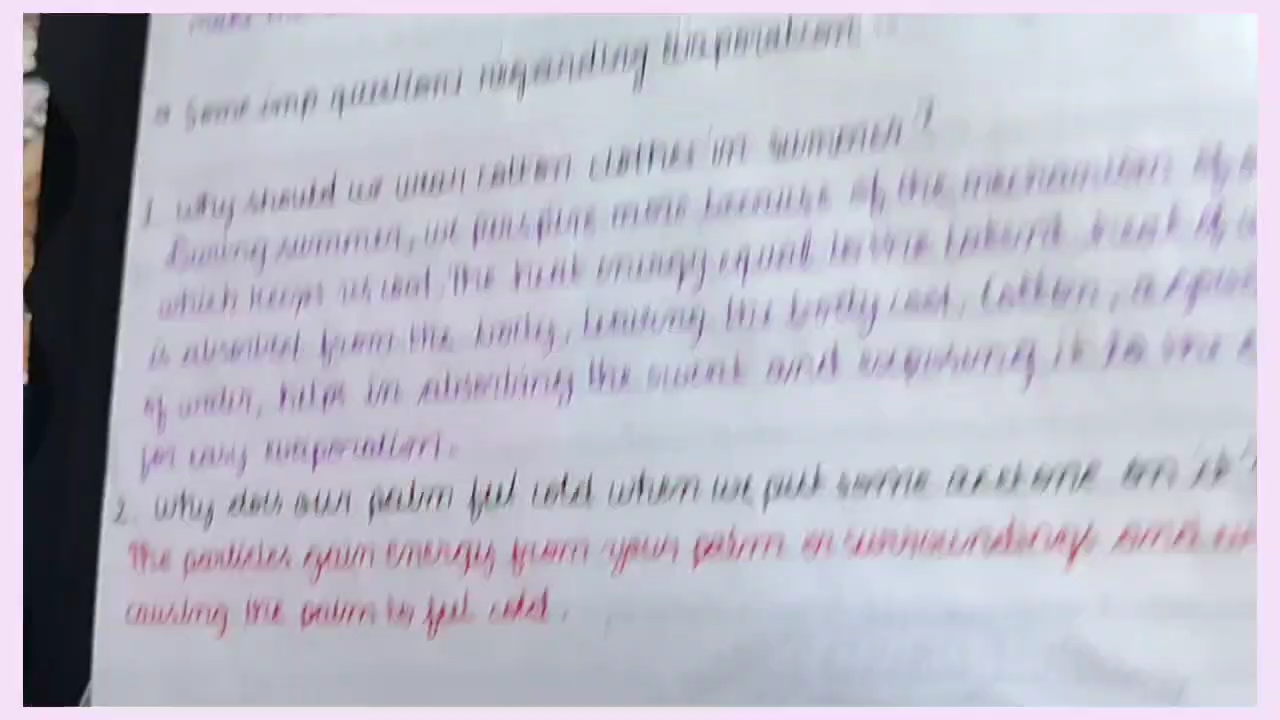 * Some imp questions regarding evaporation
1. Why should we wear cotton clothes in summer?
During summer, we perspire more because of the mechanism of
which keeps us cool. The heat energy equal to the latent heat of
is absorbed from the body, leaving the body cool. Cotton, a
of water, helps in absorbing the sweat and exposing it to the
for easy evaporation.
2. Why does our palm feel cold when we put some acetone on it?
The particles gain energy from your palm or surroundings and
causing the palm to feel cold.